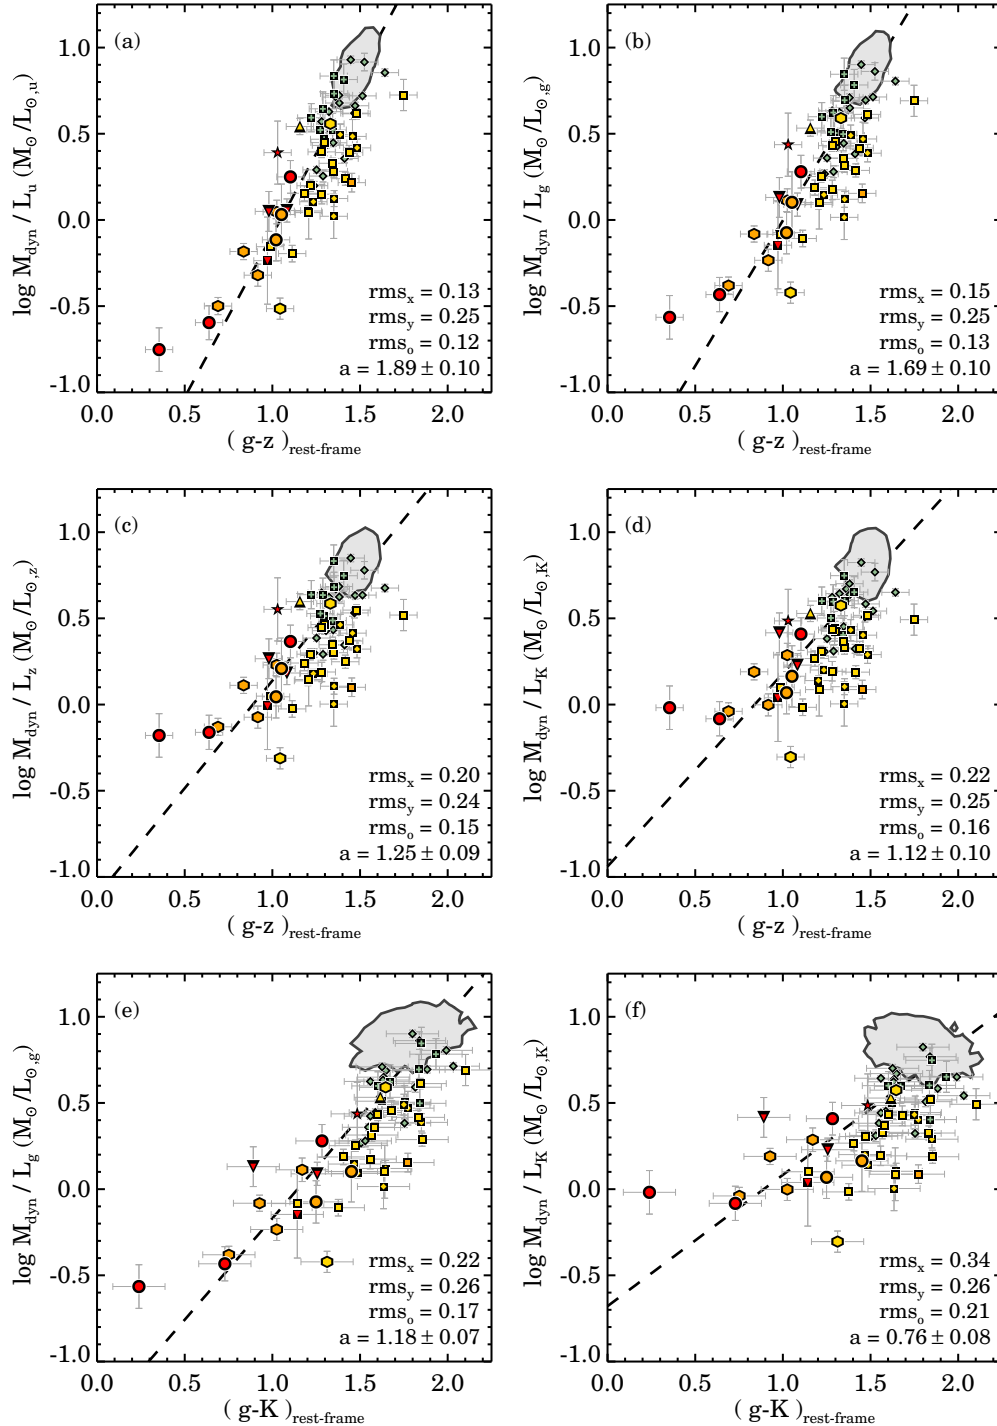 (a)
log M_dyn / L_u (M_⊙/L_⊙,u)
1.0
0.5
0.0
-0.5
-1.0
rms_x = 0.13
rms_y = 0.25
rms_o = 0.12
a = 1.89 ± 0.10
0.0 0.5 1.0 1.5 2.0
( g-z )_rest-frame
(b)
log M_dyn / L_g (M_⊙/L_⊙,g)
1.0
0.5
0.0
-0.5
-1.0
rms_x = 0.15
rms_y = 0.25
rms_o = 0.13
a = 1.69 ± 0.10
0.0 0.5 1.0 1.5 2.0
( g-z )_rest-frame
(c)
log M_dyn / L_z (M_⊙/L_⊙,z)
1.0
0.5
0.0
-0.5
-1.0
rms_x = 0.20
rms_y = 0.24
rms_o = 0.15
a = 1.25 ± 0.09
0.0 0.5 1.0 1.5 2.0
( g-z )_rest-frame
(d)
log M_dyn / L_K (M_⊙/L_⊙,K)
1.0
0.5
0.0
-0.5
-1.0
rms_x = 0.22
rms_y = 0.25
rms_o = 0.16
a = 1.12 ± 0.10
0.0 0.5 1.0 1.5 2.0
( g-z )_rest-frame
(e)
log M_dyn / L_g (M_⊙/L_⊙,g)
1.0
0.5
0.0
-0.5
-1.0
rms_x = 0.22
rms_y = 0.26
rms_o = 0.17
a = 1.18 ± 0.07
0.0 0.5 1.0 1.5 2.0
( g-K )_rest-frame
(f)
log M_dyn / L_K (M_⊙/L_⊙,K)
1.0
0.5
0.0
-0.5
-1.0
rms_x = 0.34
rms_y = 0.26
rms_o = 0.21
a = 0.76 ± 0.08
0.0 0.5 1.0 1.5 2.0
( g-K )_rest-frame